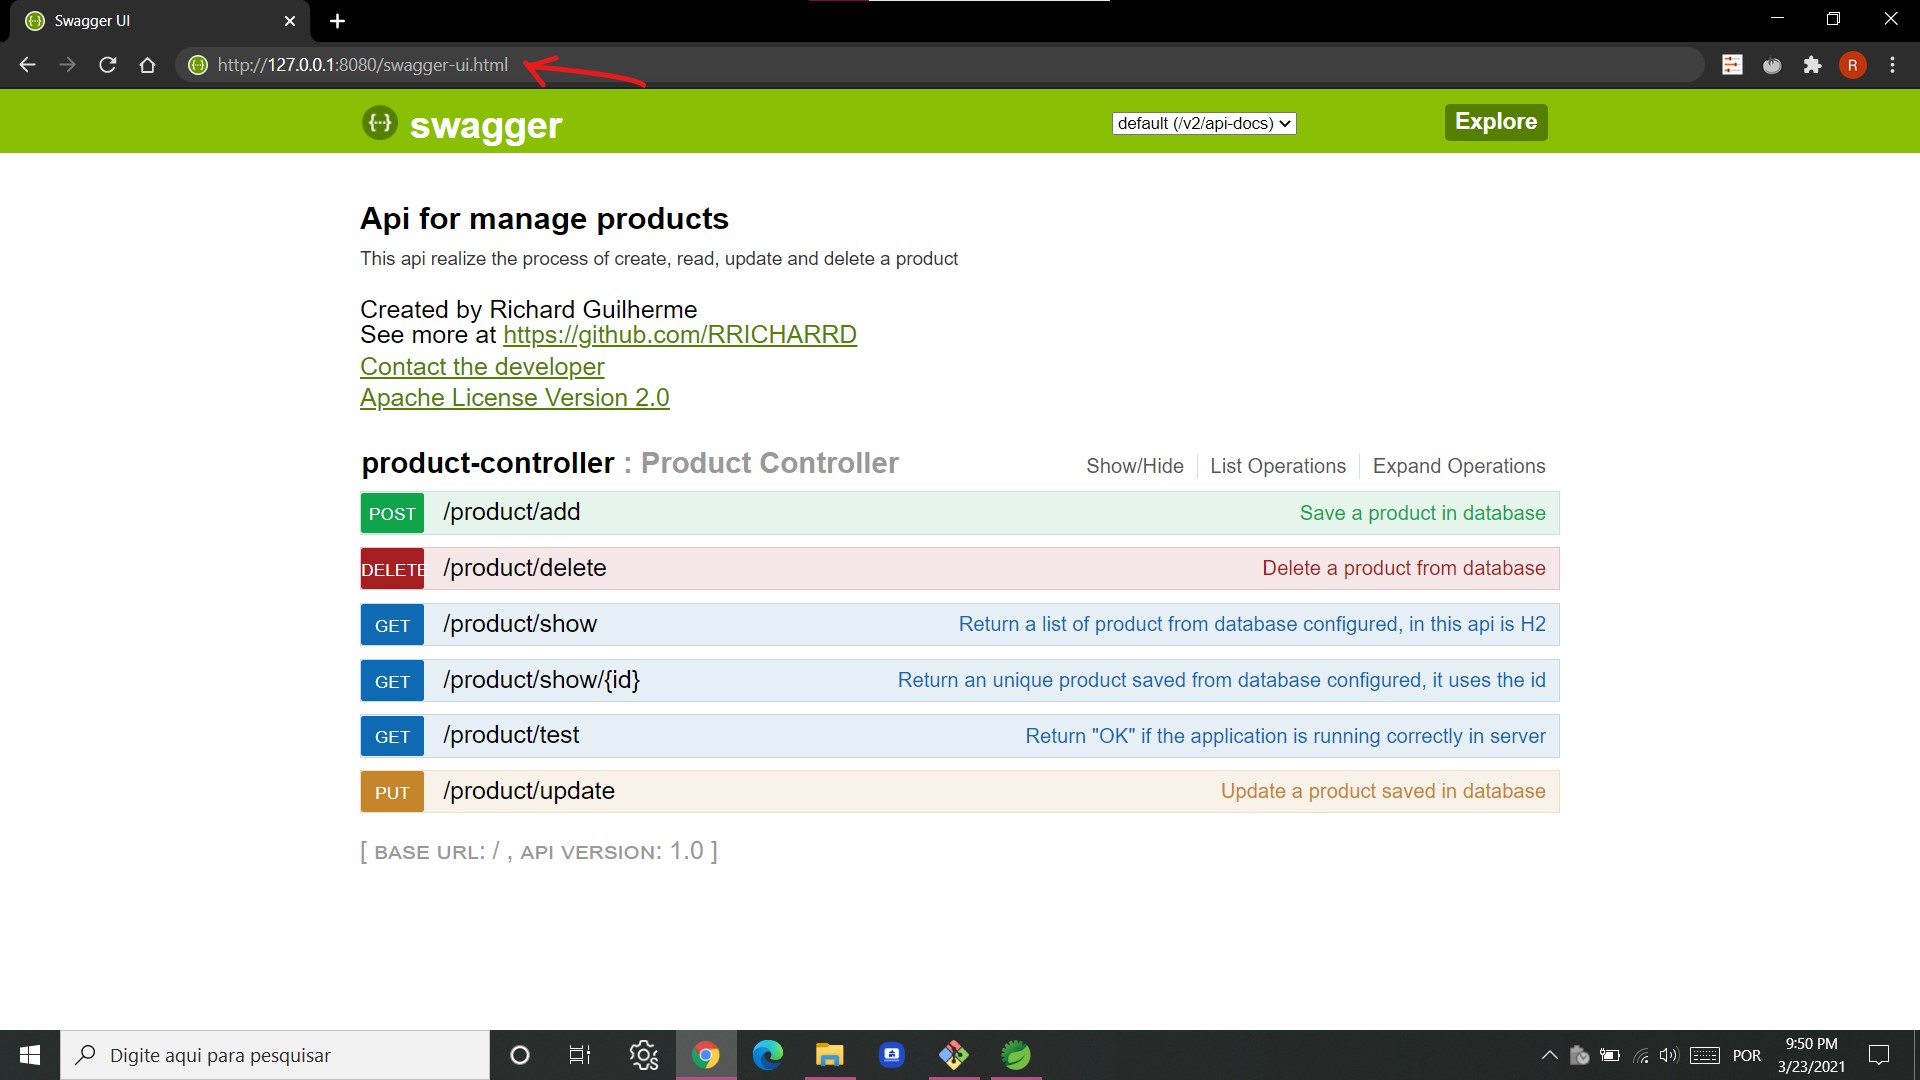 Swagger UI
http://127.0.0.1:8080/swagger-ui.html
R
{···} swagger
default (/v2/api-docs)
Explore
Api for manage products
This api realize the process of create, read, update and delete a product
Created by Richard Guilherme
See more at https://github.com/RRICHARRD
Contact the developer
Apache License Version 2.0
product-controller : Product Controller
Show/Hide
List Operations
Expand Operations
POST /product/add Save a product in database
DELETE /product/delete Delete a product from database
GET /product/show Return a list of product from database configured, in this api is H2
GET /product/show/{id} Return an unique product saved from database configured, it uses the id
GET /product/test Return "OK" if the application is running correctly in server
PUT /product/update Update a product saved in database
[ BASE URL: / , API VERSION: 1.0 ]
Digite aqui para pesquisar
POR
9:50 PM
3/23/2021